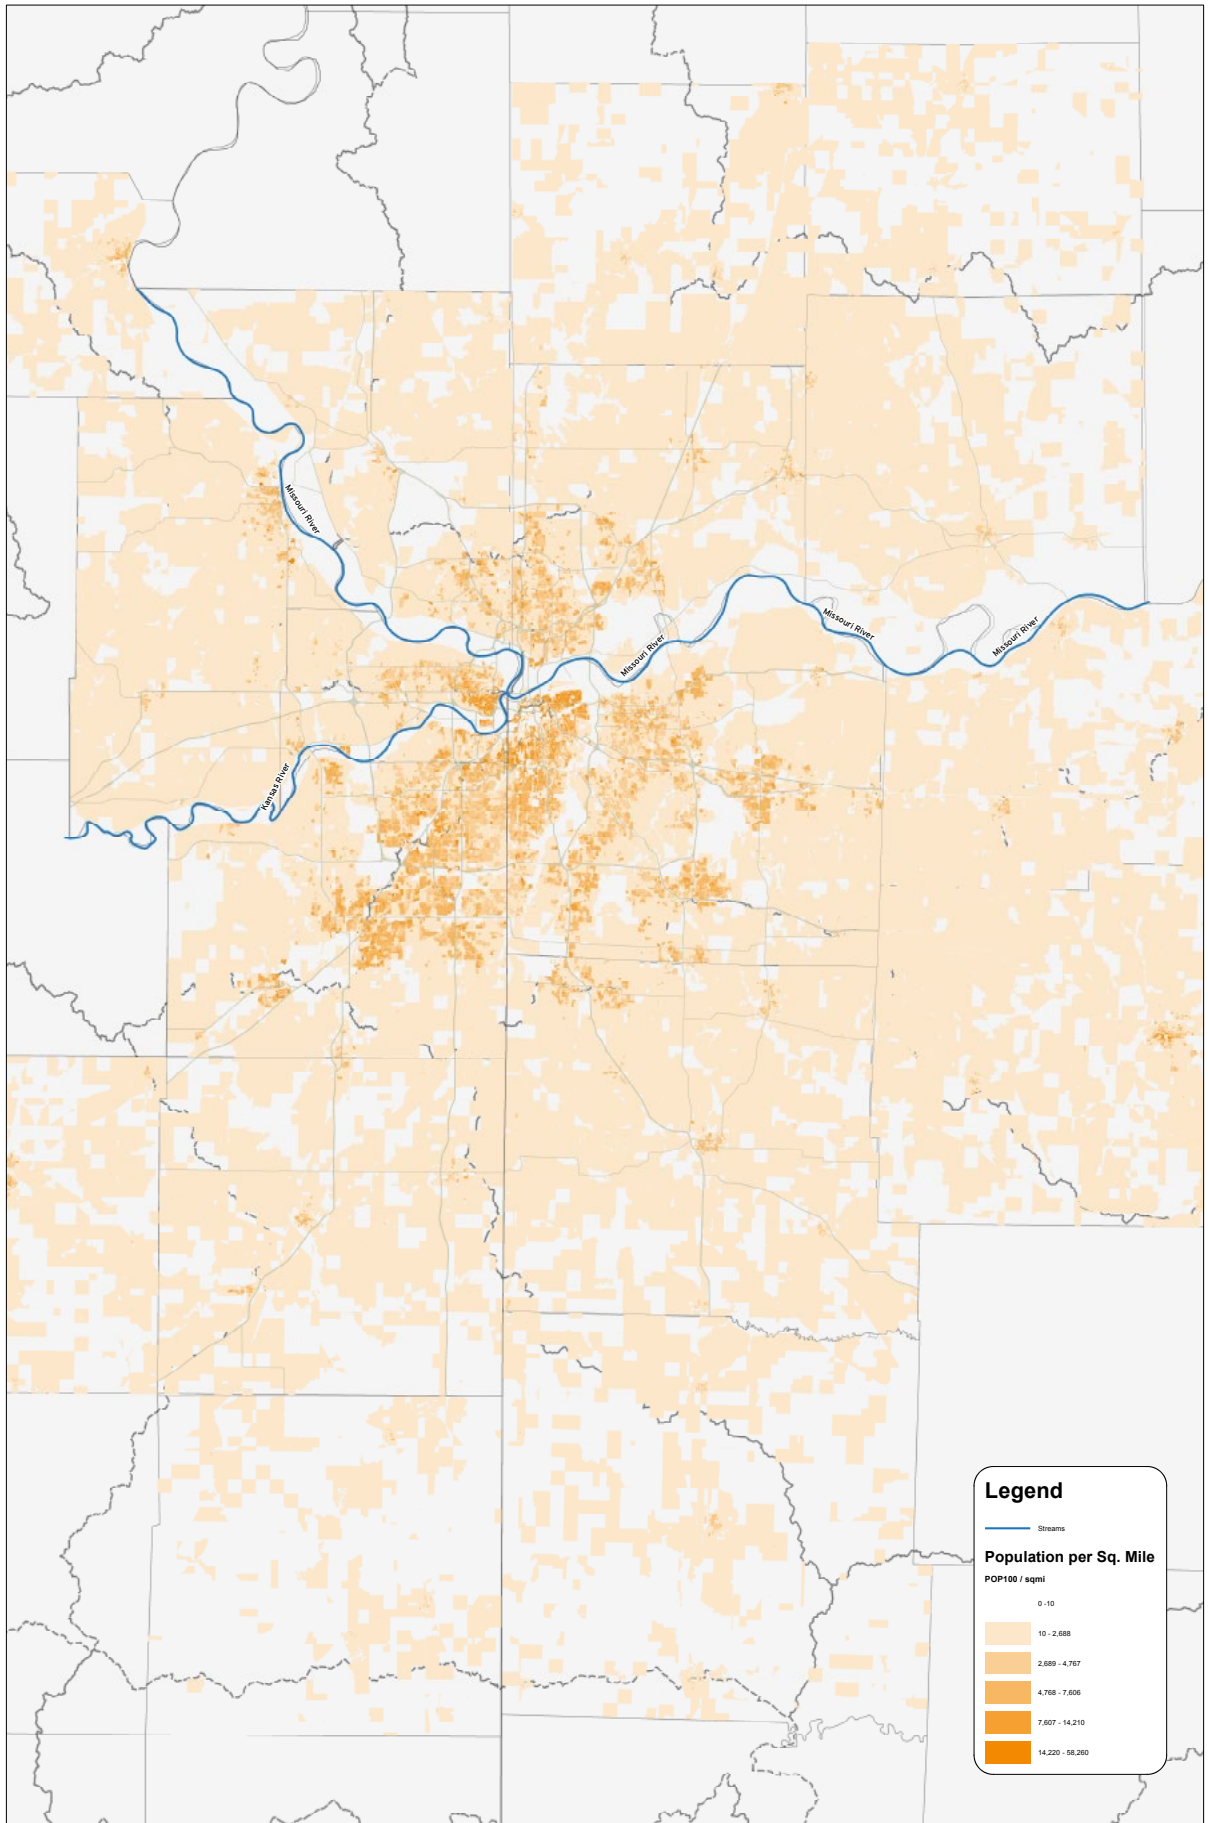 Missouri River
Missouri River
Missouri River
Missouri River
Kansas River
Legend
Streams
Population per Sq. Mile
POP100 / sqmi
0 -10
10 - 2,688
2,689 - 4,767
4,768 - 7,606
7,607 - 14,210
14,220 - 58,260